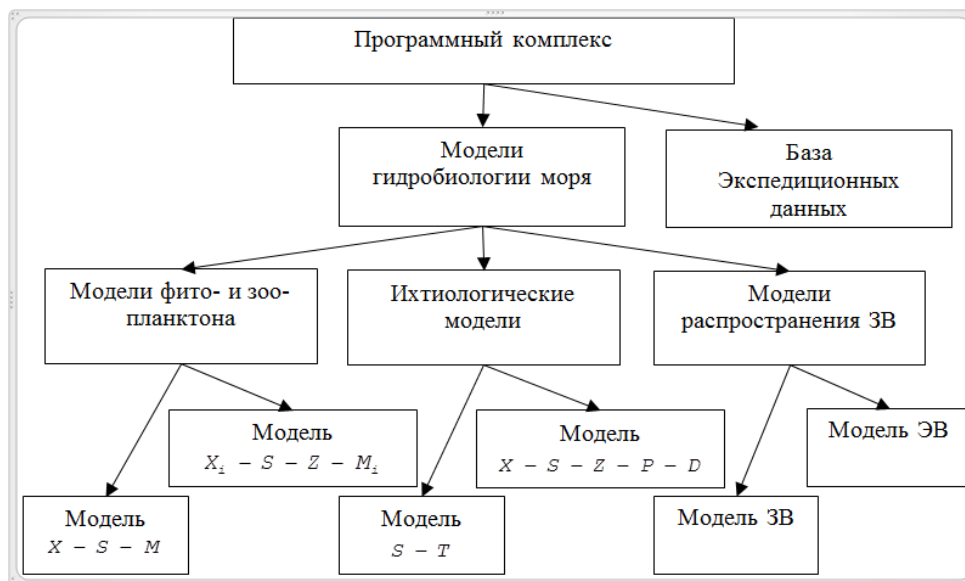 Программный комплекс
Модели
гидробиологии моря
База
Экспедиционных
данных
Модели фито- и зоо-
планктона
Ихтиологические
модели
Модели
распространения ЗВ
Модель
X_i – S – Z – M_i
Модель
X – S – Z – P – D
Модель ЭВ
Модель
X – S – M
Модель
S – T
Модель ЗВ